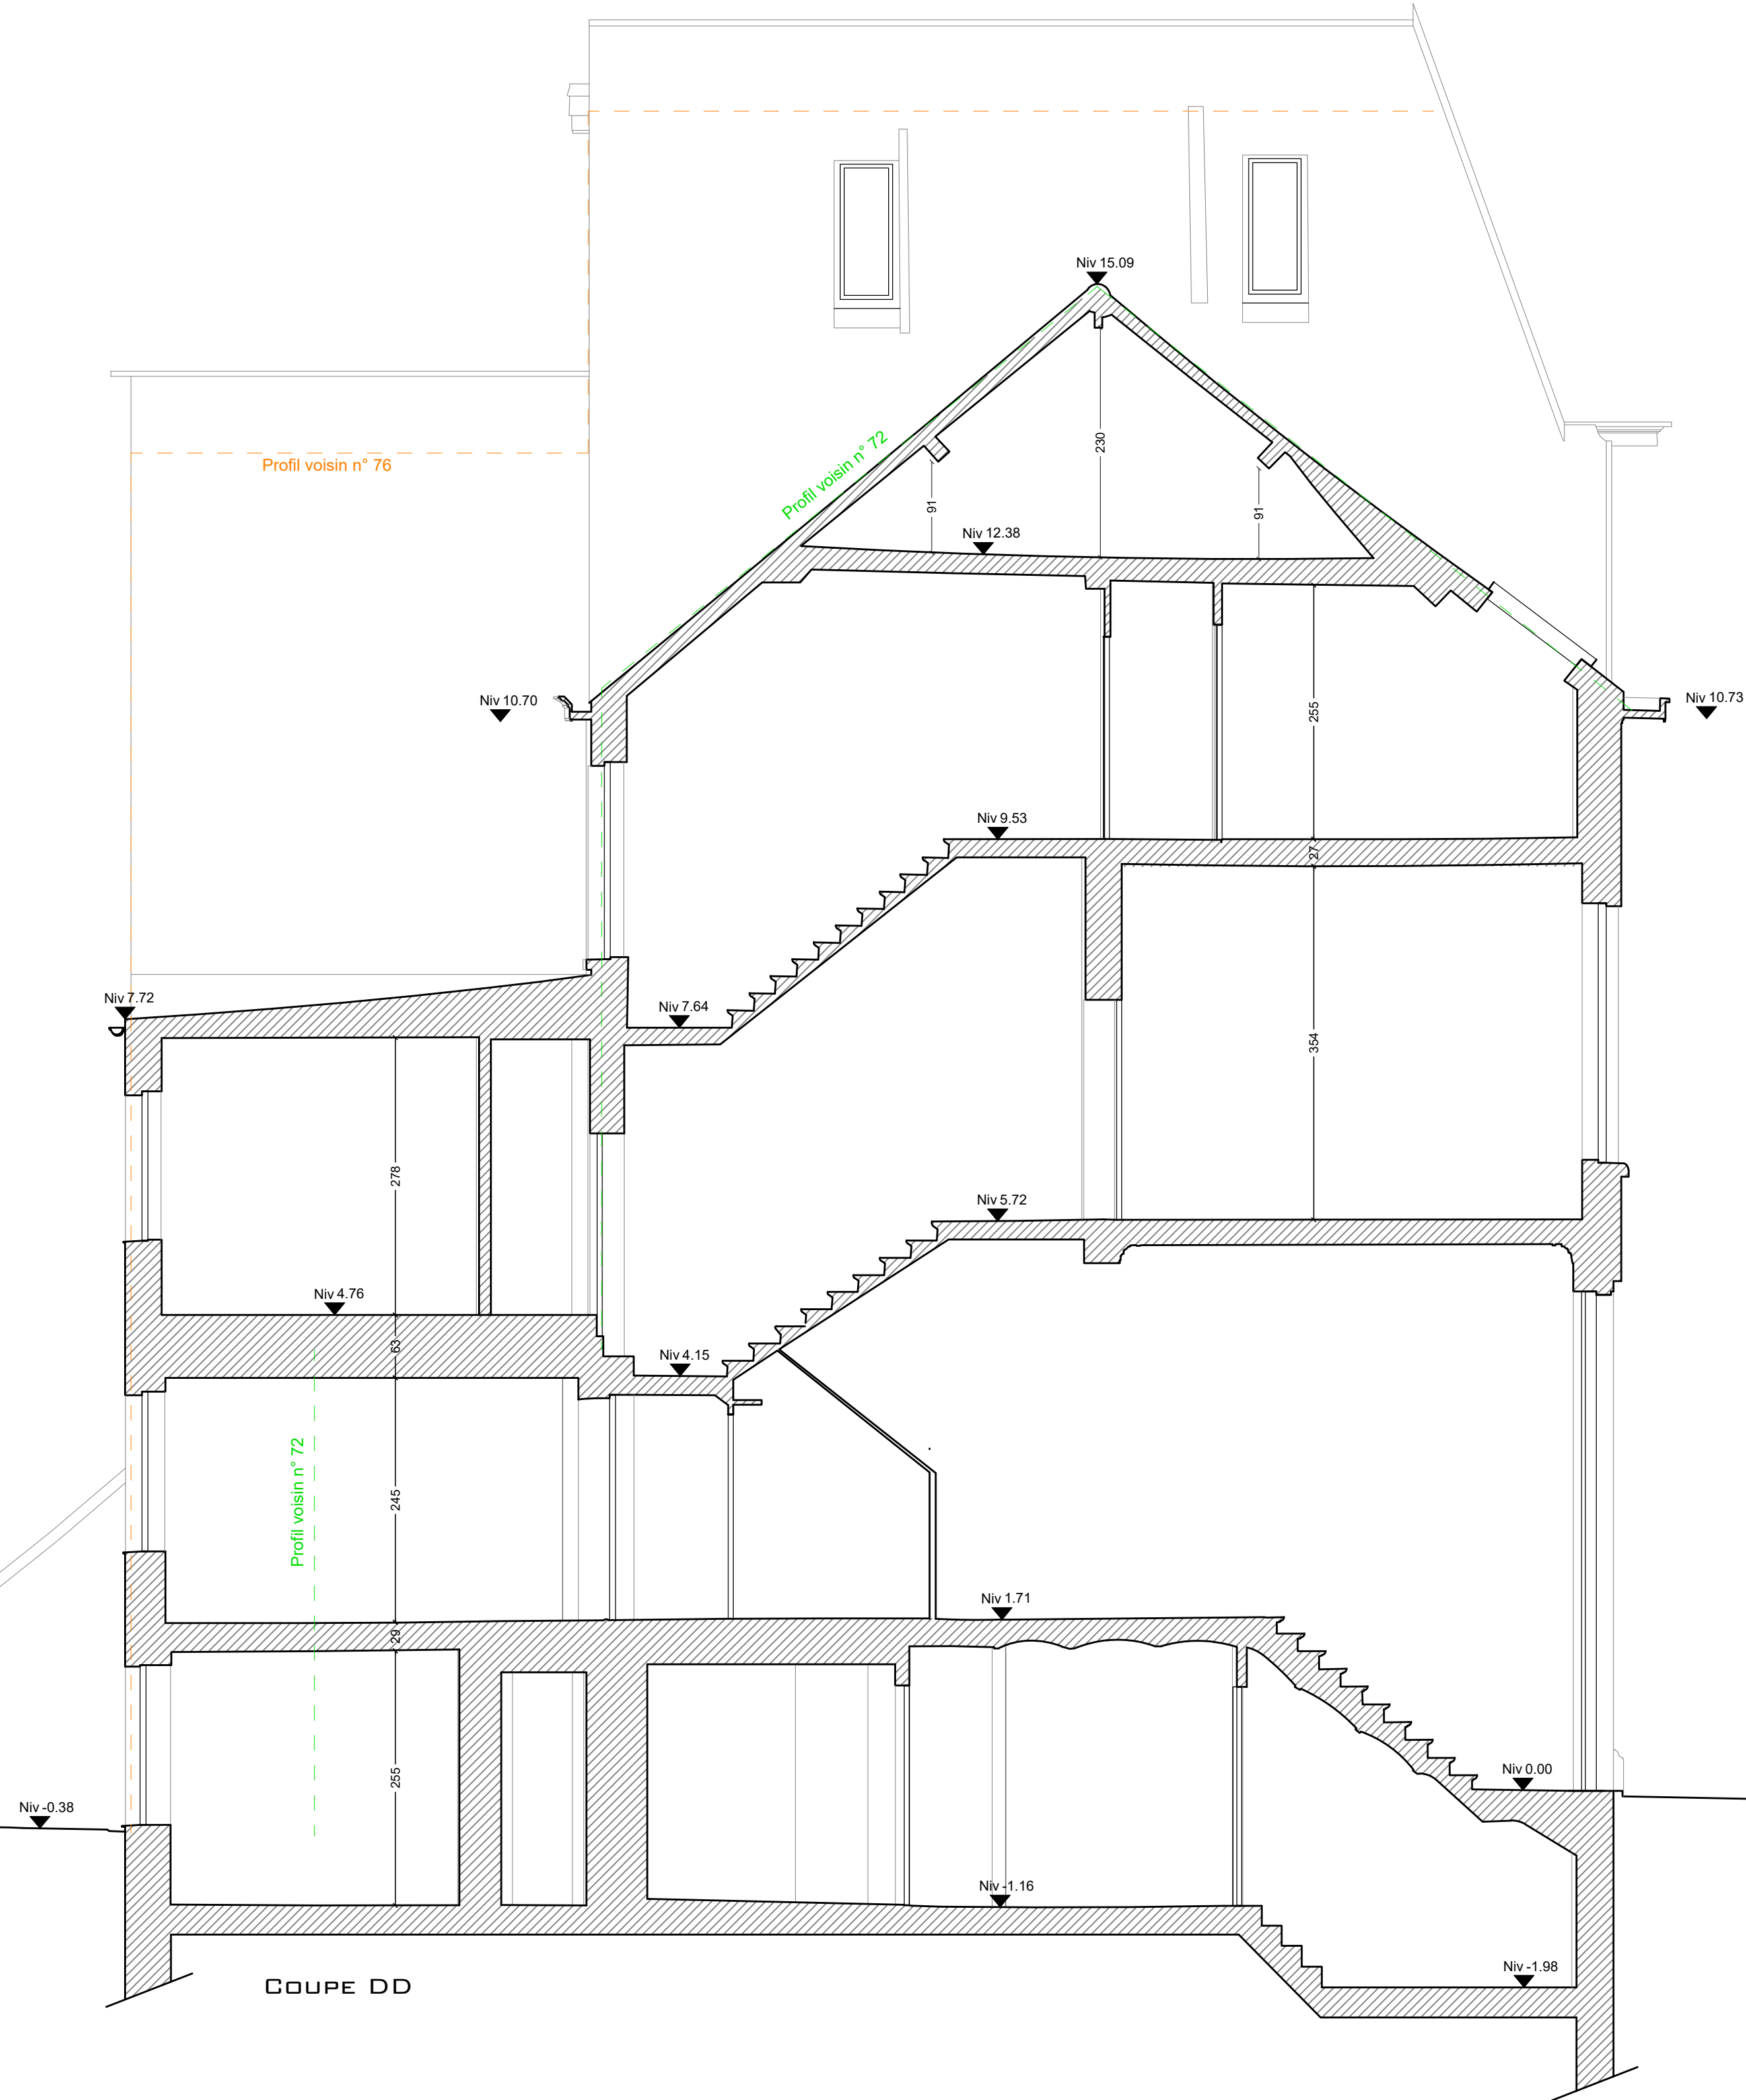 Niv 15.09
Profil voisin n° 76
Profil voisin n° 72
230
91
91
Niv 12.38
Niv 10.70
255
Niv 10.73
Niv 9.53
27
Niv 7.72
Niv 7.64
354
278
Niv 5.72
Niv 4.76
63
Niv 4.15
Profil voisin n° 72
245
Niv 1.71
29
255
Niv 0.00
Niv -0.38
Niv -1.16
Niv -1.98
COUPE DD